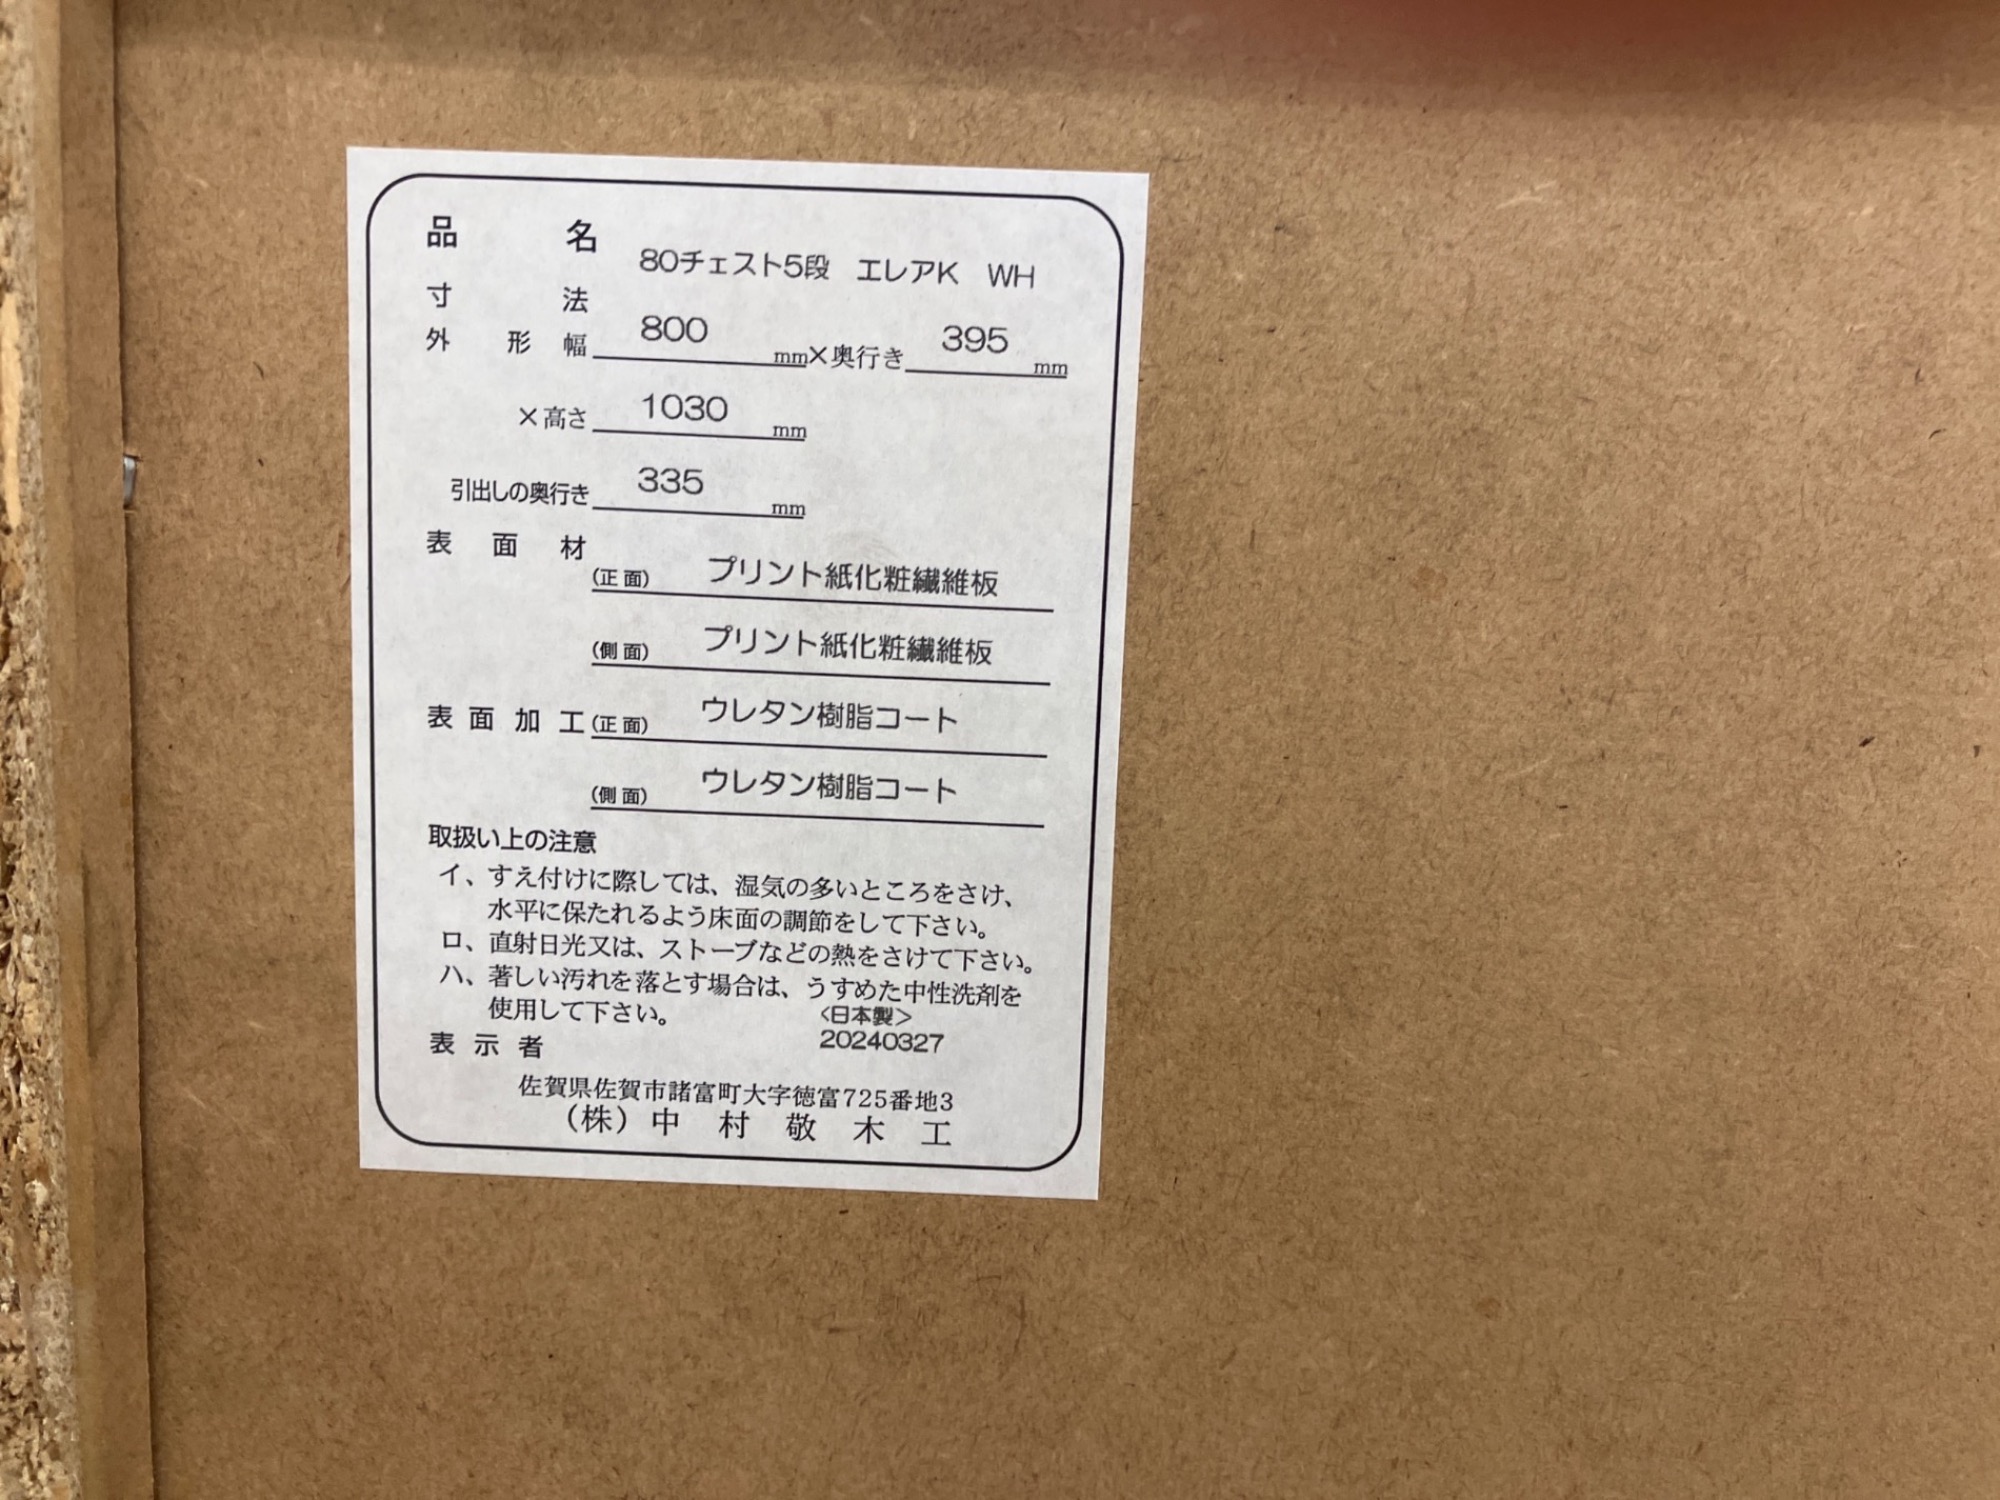 品名 80チェスト5段 エレアK WH
寸法
外形幅 800 mm×奥行き 395 mm
×高さ 1030 mm
引出しの奥行き 335 mm
表面材 (正面) プリント紙化粧繊維板
(側面) プリント紙化粧繊維板
表面加工 (正面) ウレタン樹脂コート
(側面) ウレタン樹脂コート
取扱い上の注意
イ、すえ付けに際しては、湿気の多いところをさけ、
水平に保たれるよう床面の調節をして下さい。
ロ、直射日光又は、ストーブなどの熱をさけて下さい。
ハ、著しい汚れを落とす場合は、うすめた中性洗剤を
使用して下さい。
<日本製>
20240327
表示者
佐賀県佐賀市諸富町大字徳富725番地3
(株)中村敬木工